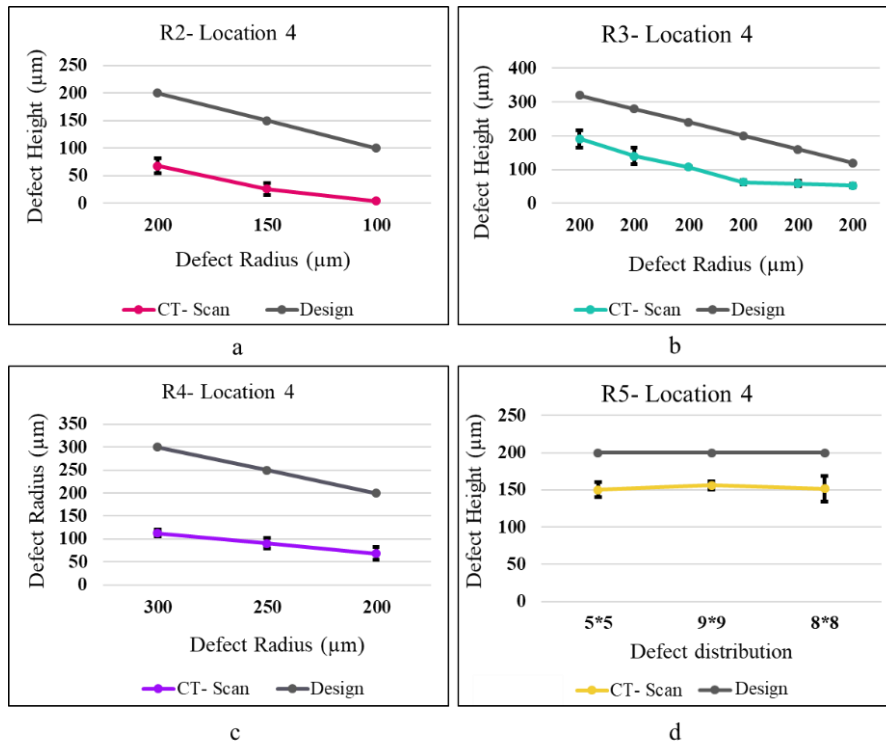 R2- Location 4
Defect Height (µm)
250
200
150
100
50
0
200 150 100
Defect Radius (µm)
CT- Scan Design
a
R3- Location 4
Defect Height (µm)
400
300
200
100
0
200 200 200 200 200 200
Defect Radius (µm)
CT- Scan Design
b
R4- Location 4
Defect Radius (µm)
350
300
250
200
150
100
50
0
300 250 200
Defect Radius (µm)
CT- Scan Design
c
R5- Location 4
Defect Height (µm)
250
200
150
100
50
0
5*5 9*9 8*8
Defect distribution
CT- Scan Design
d